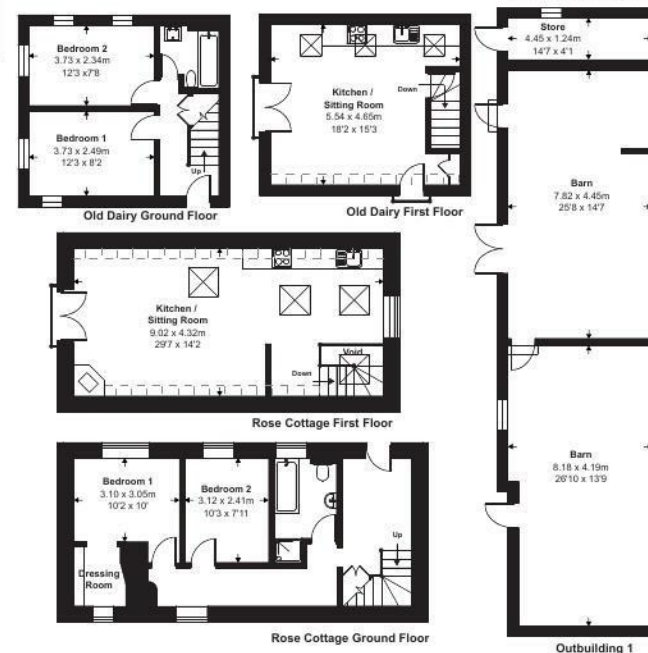 Bedroom 2
3.73 x 2.34m
12'3 x7'8
Bedroom 1
3.73 x 2.49m
12'3 x 8'2
Up
Old Dairy Ground Floor
Kitchen /
Sitting Room
5.54 x 4.65m
18'2 x 15'3
Down
Old Dairy First Floor
Store
4.45 x 1.24m
14'7 x 4'1
Barn
7.82 x 4.45m
25'8 x 14'7
Kitchen /
Sitting Room
9.02 x 4.32m
29'7 x 14'2
Void
Down
Rose Cottage First Floor
Bedroom 1
3.10 x 3.05m
10'2 x 10'
Bedroom 2
3.12 x 2.41m
10'3 x 7'11
Dressing
Room
Up
Rose Cottage Ground Floor
Barn
8.18 x 4.19m
26'10 x 13'9
Outbuilding 1